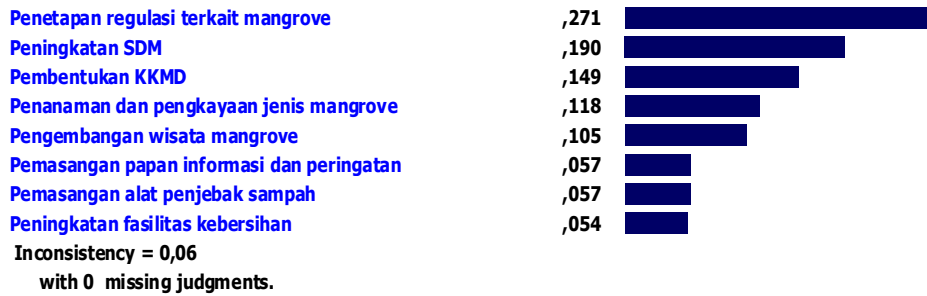 Penetapan regulasi terkait mangrove ,271
Peningkatan SDM ,190
Pembentukan KKMD ,149
Penanaman dan pengkayaan jenis mangrove ,118
Pengembangan wisata mangrove ,105
Pemasangan papan informasi dan peringatan ,057
Pemasangan alat penjebak sampah ,057
Peningkatan fasilitas kebersihan ,054
Inconsistency = 0,06
with 0 missing judgments.